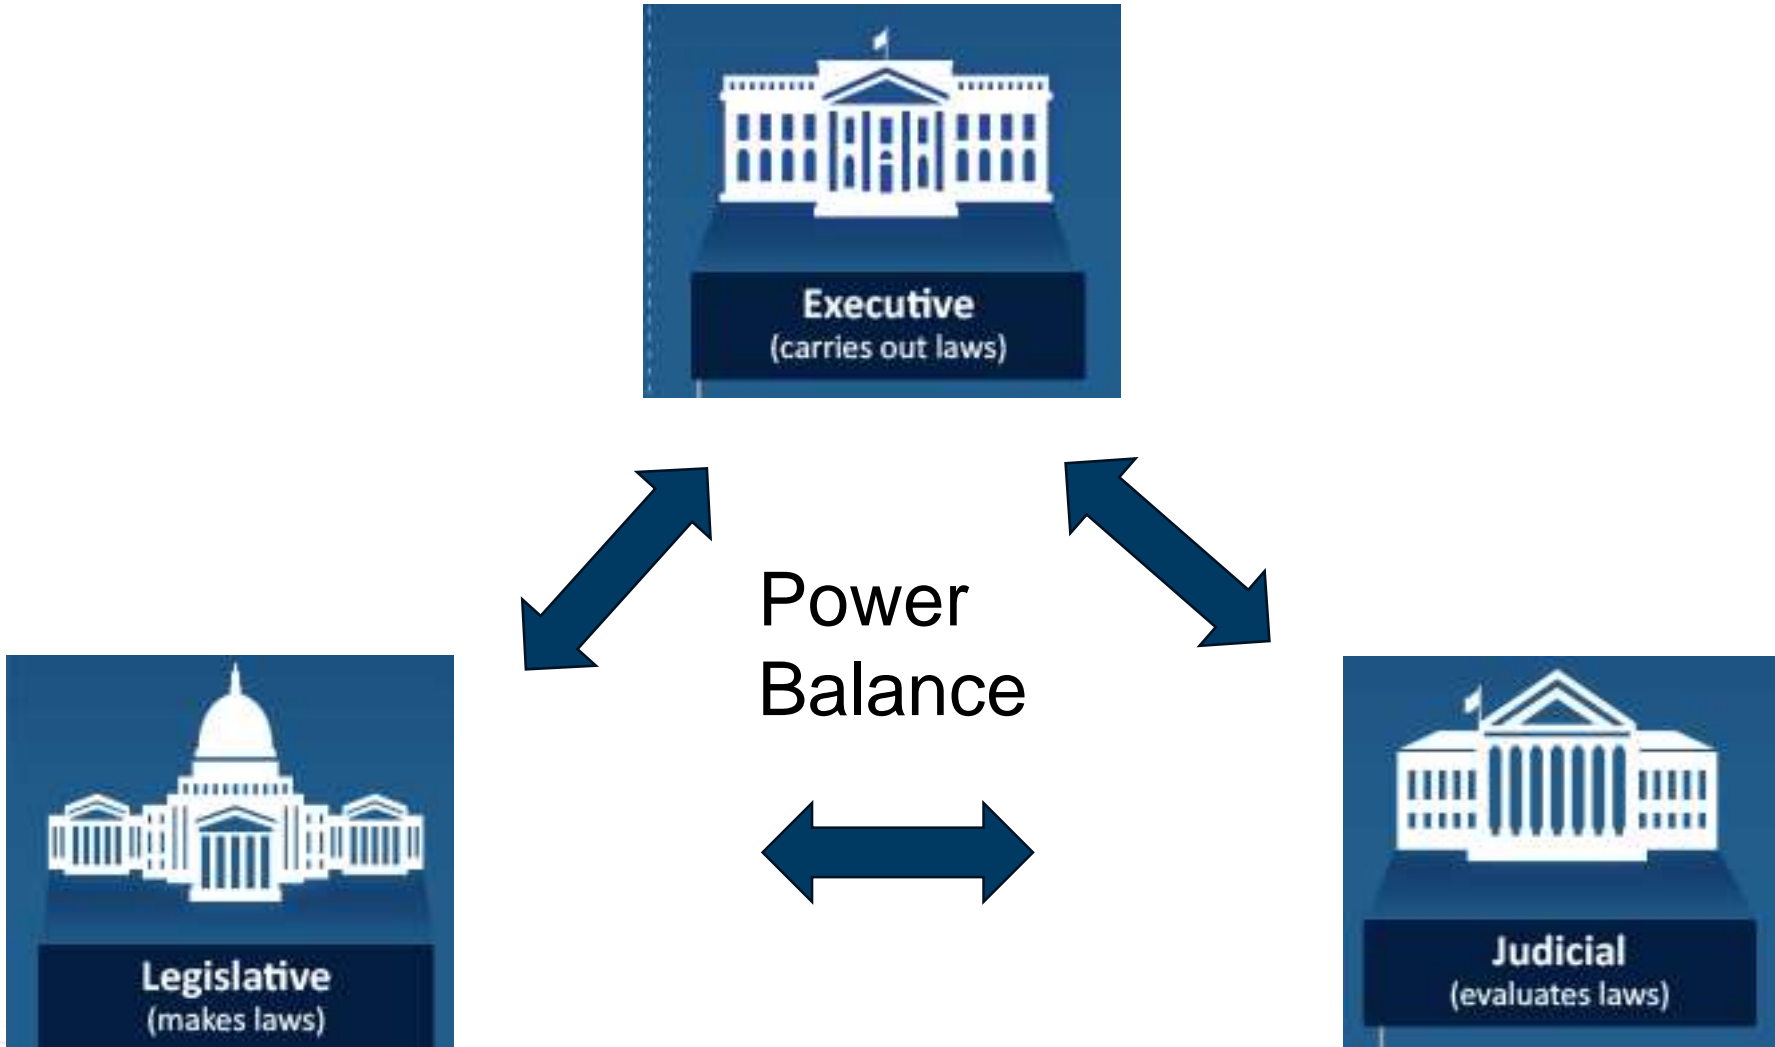 Executive
(carries out laws)
Power
Balance
Legislative
(makes laws)
Judicial
(evaluates laws)